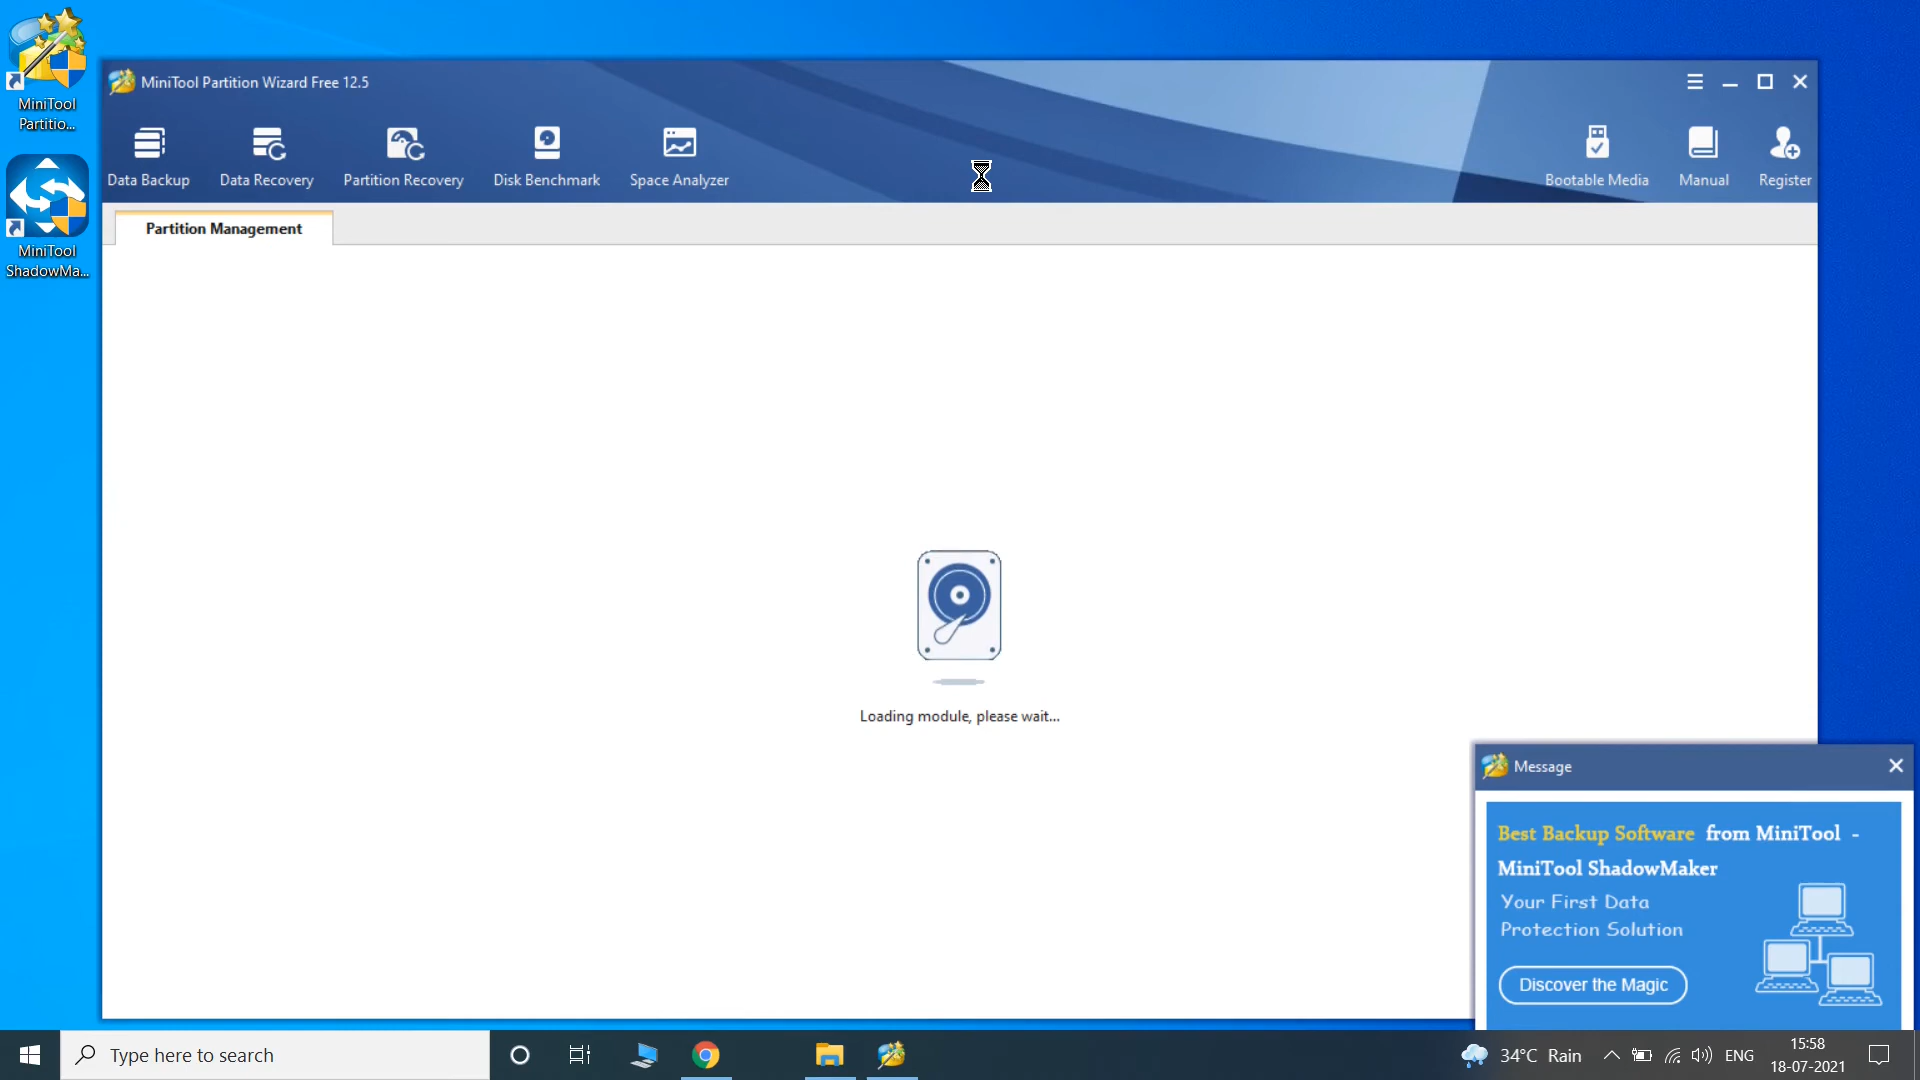 MiniTool
Partitio...
MiniTool
ShadowMa...
MiniTool Partition Wizard Free 12.5
Data Backup
Data Recovery
Partition Recovery
Disk Benchmark
Space Analyzer
Bootable Media
Manual
Register
Partition Management
Loading module, please wait...
Message
Best Backup Software from MiniTool -
MiniTool ShadowMaker
Your First Data
Protection Solution
Discover the Magic
Type here to search
34°C Rain
ENG
15:58
18-07-2021